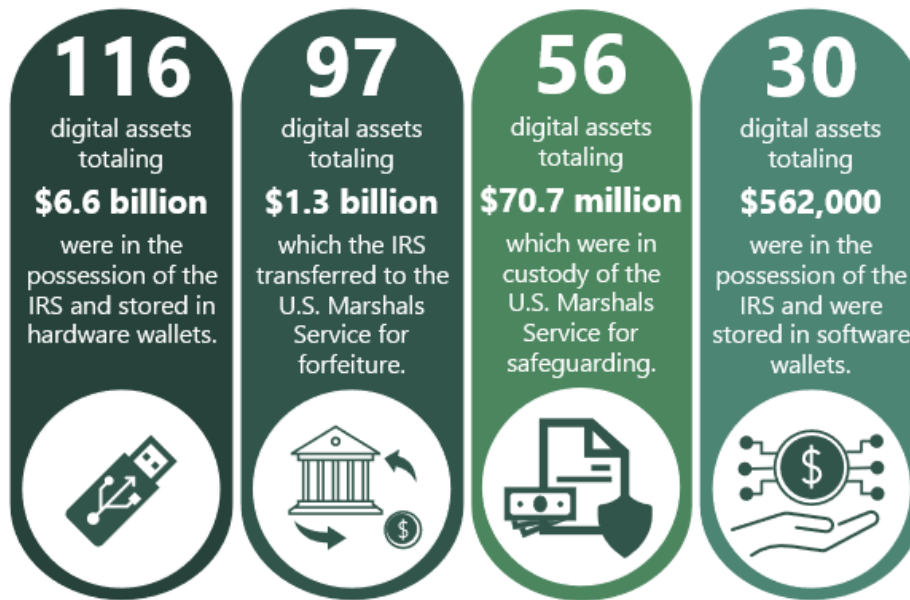 116
digital assets
totaling
$6.6 billion
were in the
possession of the
IRS and stored in
hardware wallets.
97
digital assets
totaling
$1.3 billion
which the IRS
transferred to the
U.S. Marshals
Service for
forfeiture.
$
56
digital assets
totaling
$70.7 million
which were in
custody of the
U.S. Marshals
Service for
safeguarding.
30
digital assets
totaling
$562,000
were in the
possession of the
IRS and were
stored in software
wallets.
$